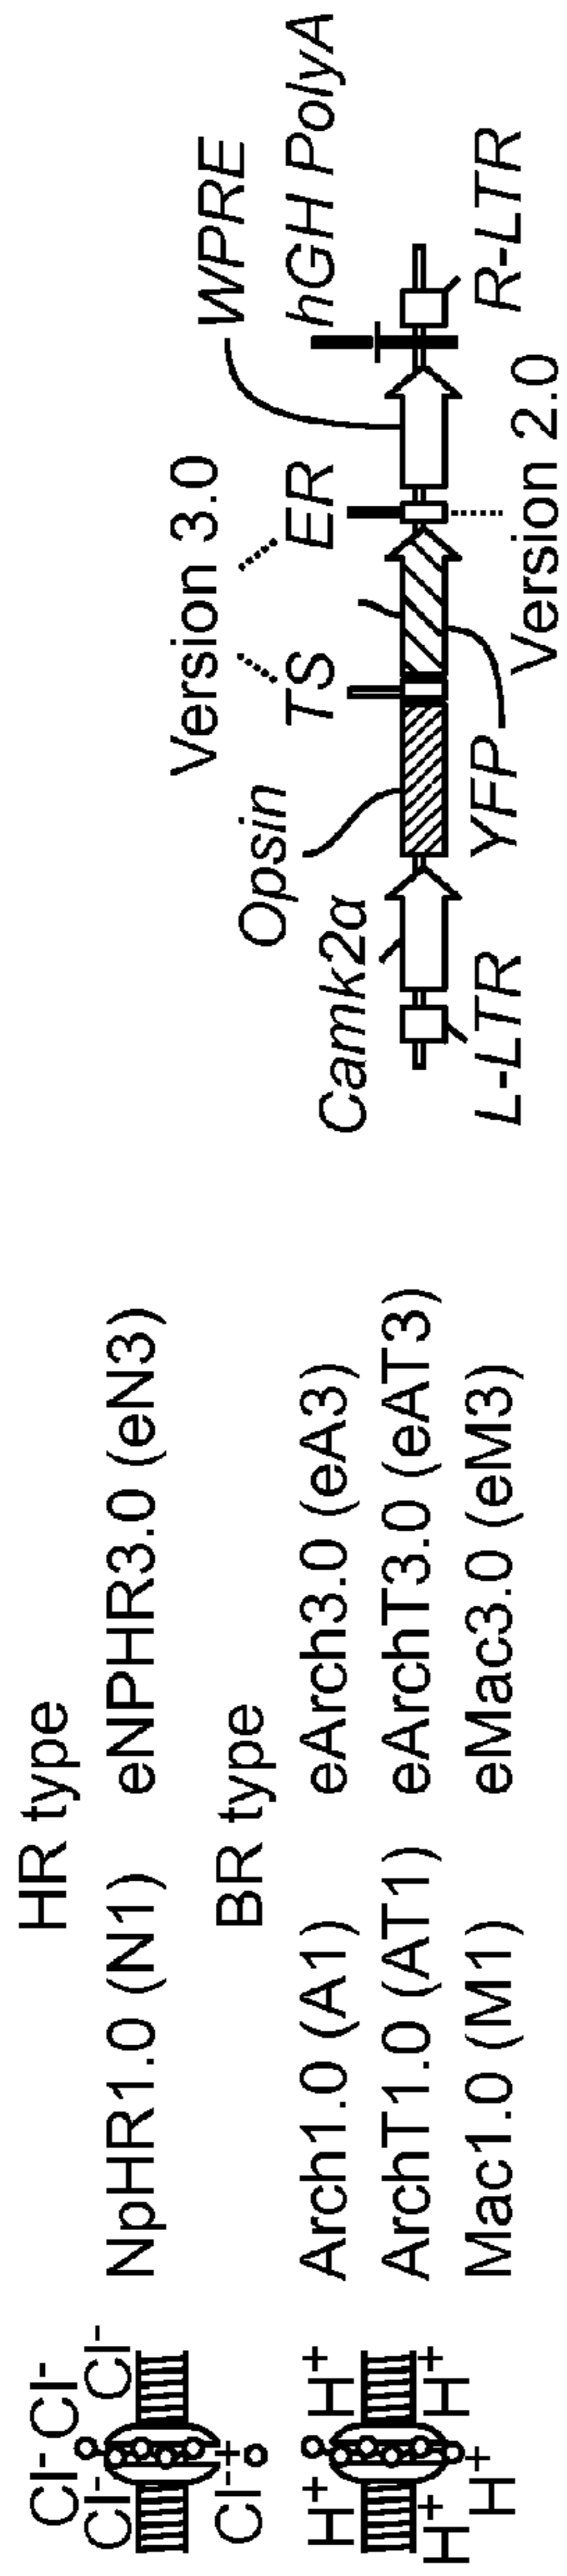 Cl- Cl-
Cl- Cl-
Cl-
HR type
NpHR1.0 (N1) eNPHR3.0 (eN3)
BR type
H+ H+
H+ H+
H+
Arch1.0 (A1) eArch3.0 (eA3)
ArchT1.0 (AT1) eArchT3.0 (eAT3)
Mac1.0 (M1) eMac3.0 (eM3)
Version 3.0
WPRE
Opsin
TS
ER
hGH PolyA
Camk2α
L-LTR
YFP
Version 2.0
R-LTR